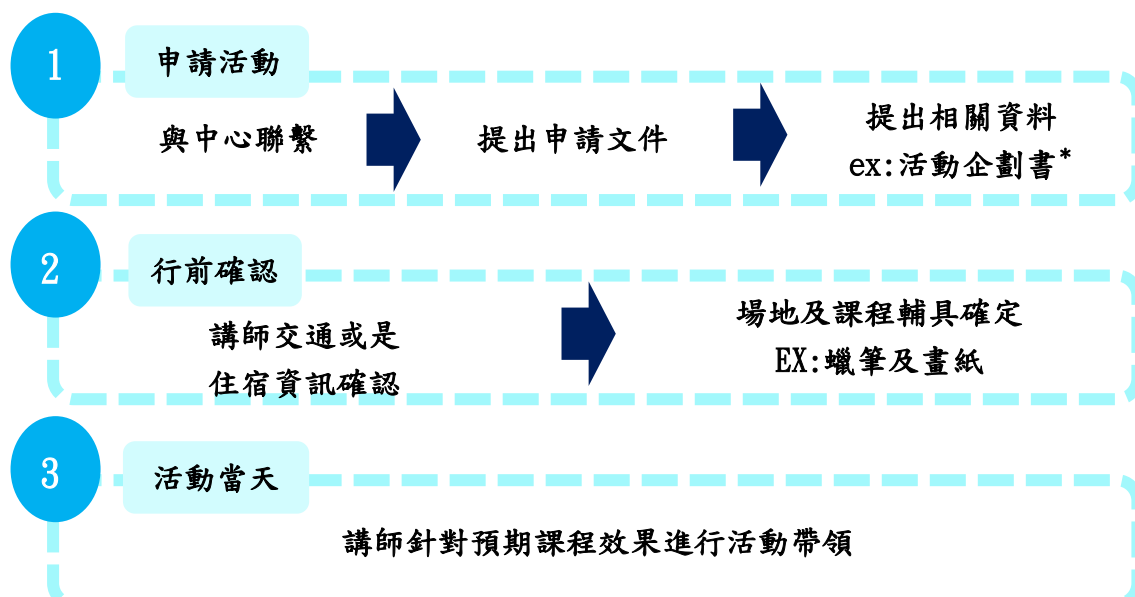 1
申請活動
與中心聯繫
提出申請文件
提出相關資料
ex:活動企劃書*
2
行前確認
講師交通或是
住宿資訊確認
場地及課程輔具確定
EX:蠟筆及畫紙
3
活動當天
講師針對預期課程效果進行活動帶領